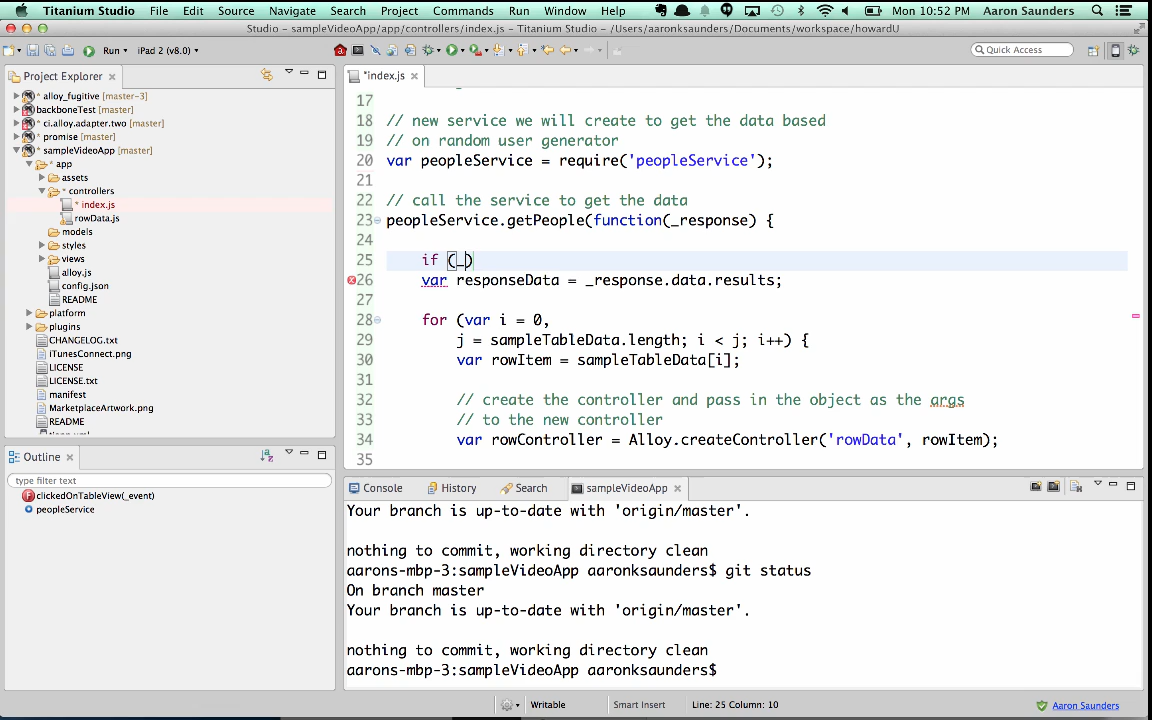 Titanium Studio File Edit Source Navigate Search Project Commands Run Window Help Mon 10:52 PM Aaron Saunders
Studio - sampleVideoApp/app/controllers/index.js - Titanium Studio - /Users/aaronksaunders/Documents/workspace/howardU
Run iPad 2 (v8.0) Quick Access
Project Explorer
alloy_fugitive [master-3]
backboneTest [master]
ci.alloy.adapter.two [master]
* promise [master]
* sampleVideoApp [master]
* app
assets
* controllers
* index.js
rowData.js
models
styles
views
alloy.js
config.json
README
platform
plugins
CHANGELOG.txt
iTunesConnect.png
LICENSE
LICENSE.txt
manifest
MarketplaceArtwork.png
README
Outline
type filter text
clickedOnTableView(_event)
peopleService
*index.js
17
18 // new service we will create to get the data based
19 // on random user generator
20 var peopleService = require('peopleService');
21
22 // call the service to get the data
23 peopleService.getPeople(function(_response) {
24
25 if (_)
26 var responseData = _response.data.results;
27
28 for (var i = 0,
29 j = sampleTableData.length; i < j; i++) {
30 var rowItem = sampleTableData[i];
31
32 // create the controller and pass in the object as the args
33 // to the new controller
34 var rowController = Alloy.createController('rowData', rowItem);
35
Console History Search sampleVideoApp
Your branch is up-to-date with 'origin/master'.
nothing to commit, working directory clean
aarons-mbp-3:sampleVideoApp aaronksaunders$ git status
On branch master
Your branch is up-to-date with 'origin/master'.
nothing to commit, working directory clean
aarons-mbp-3:sampleVideoApp aaronksaunders$
Writable Smart Insert Line: 25 Column: 10 Aaron Saunders